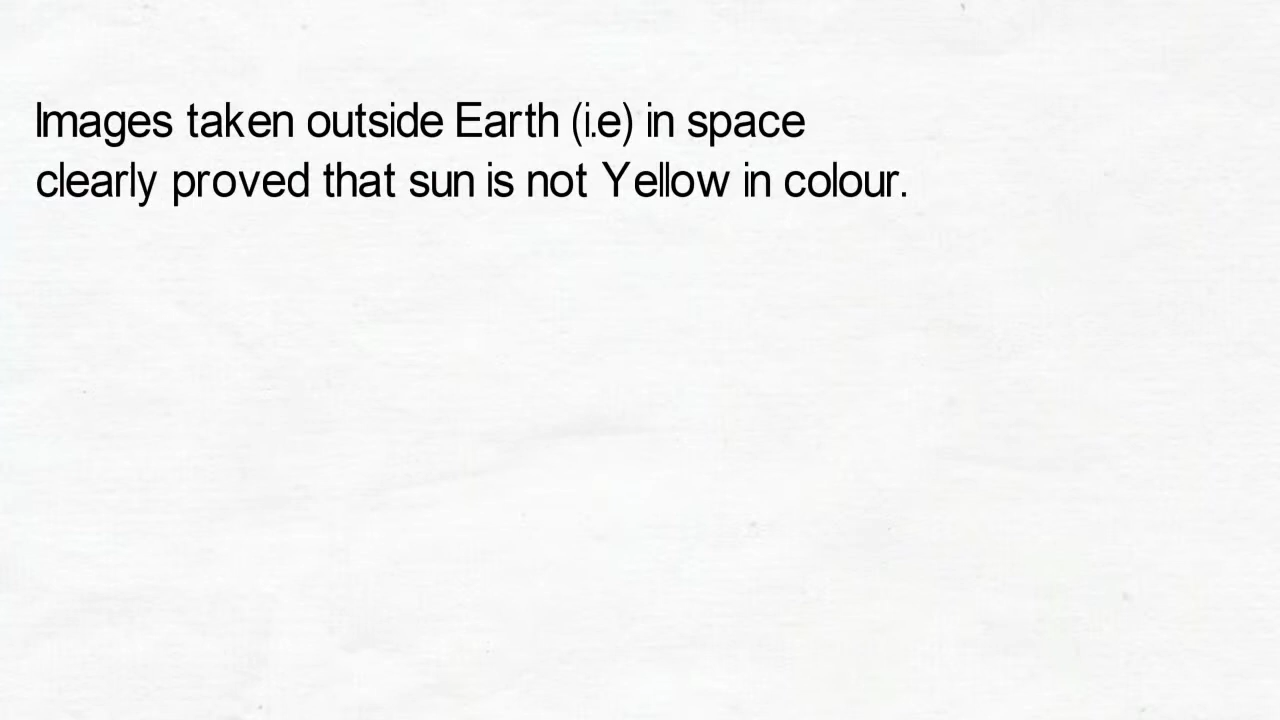 Images taken outside Earth (i.e) in space
clearly proved that sun is not Yellow in colour.